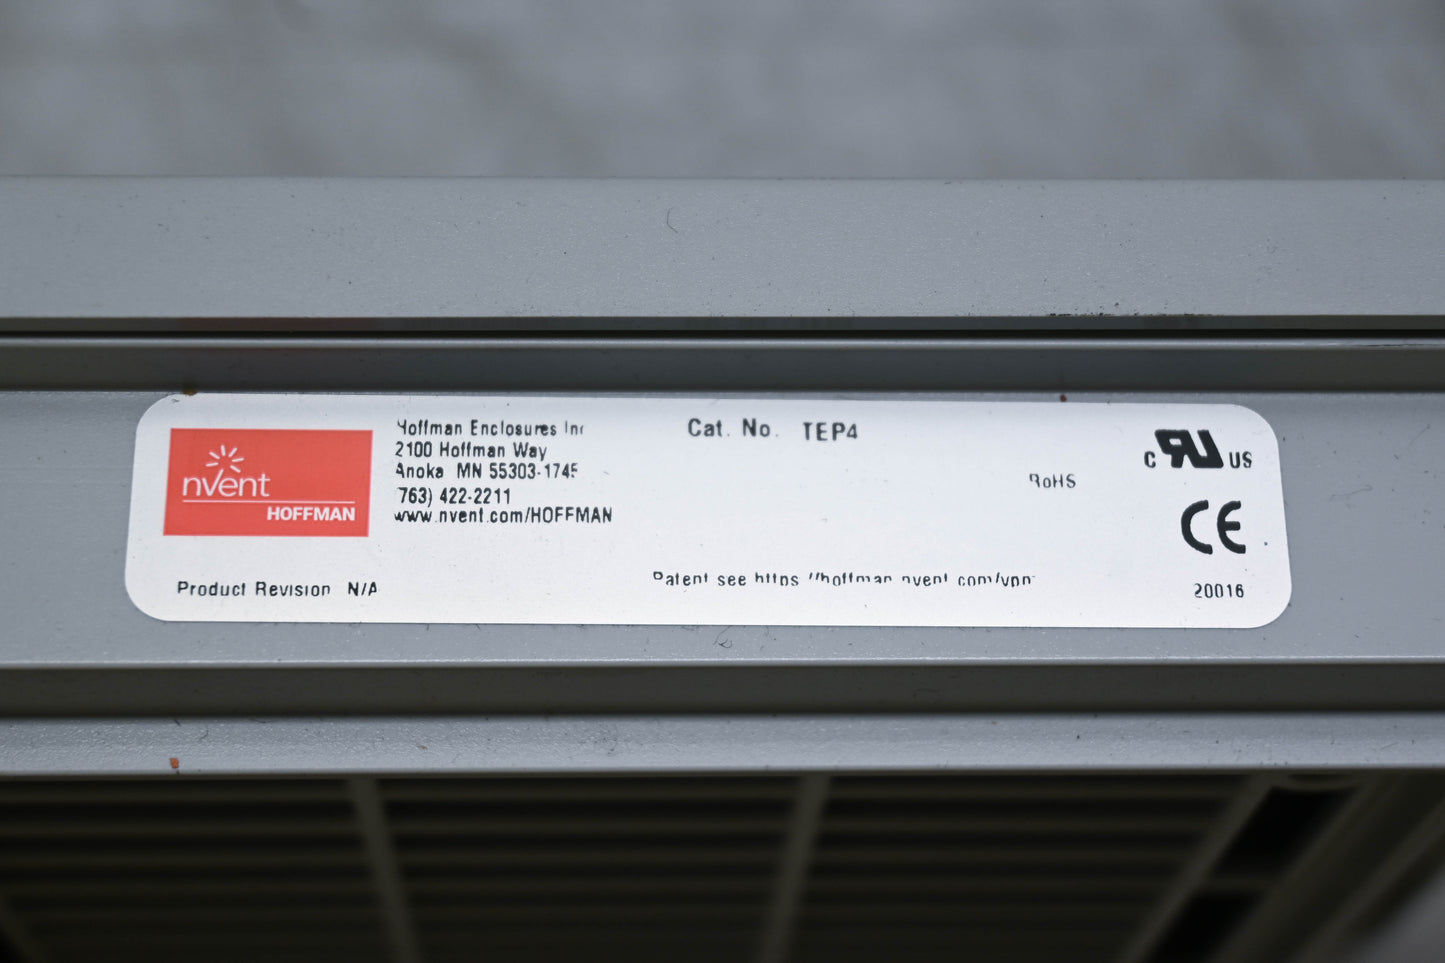 nvent
HOFFMAN
Hoffman Enclosures Inc
2100 Hoffman Way
Anoka MN 55303-1745
(763) 422-2211
www.nvent.com/HOFFMAN
Cat. No. TEP4
RoHS
c RU US
CE
Product Revision N/A
Patent see https://hoffman.nvent.com/vpn
20016